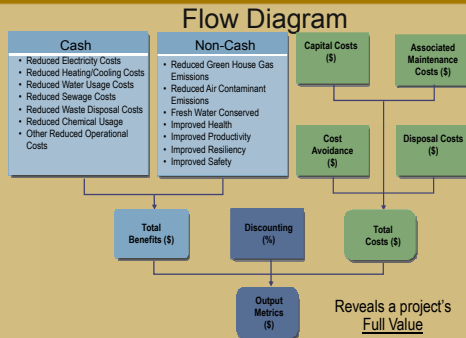 Flow Diagram
Cash
• Reduced Electricity Costs
• Reduced Heating/Cooling Costs
• Reduced Water Usage Costs
• Reduced Sewage Costs
• Reduced Waste Disposal Costs
• Reduced Chemical Usage
• Other Reduced Operational
Costs
Non-Cash
• Reduced Green House Gas
Emissions
• Reduced Air Contaminant
Emissions
• Fresh Water Conserved
• Improved Health
• Improved Productivity
• Improved Resiliency
• Improved Safety
Capital Costs
($)
Associated
Maintenance
Costs ($)
Cost
Avoidance
($)
Disposal Costs
($)
Total
Benefits ($)
Discounting
(%)
Total
Costs ($)
Output
Metrics
($)
Reveals a project's
Full Value